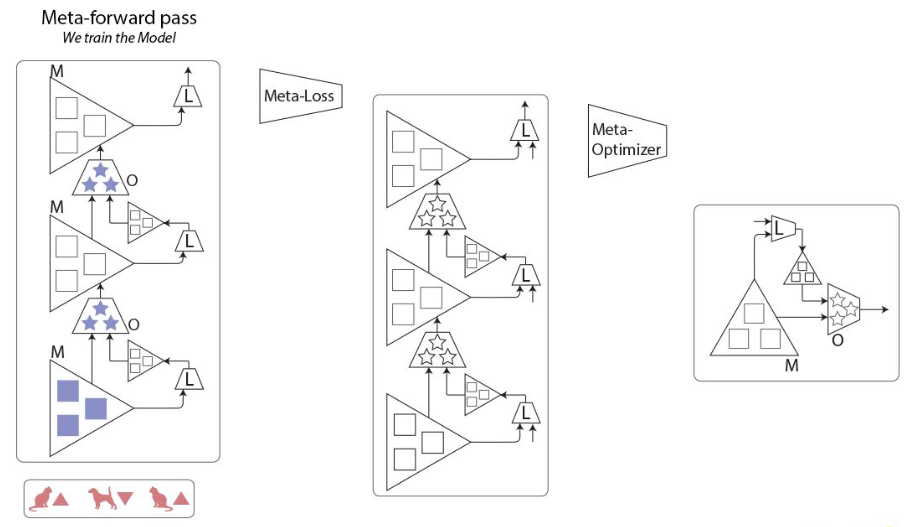 Meta-forward pass
We train the Model
M
L
O
M
L
O
M
L
Meta-Loss
L
L
L
Meta-
Optimizer
L
O
M